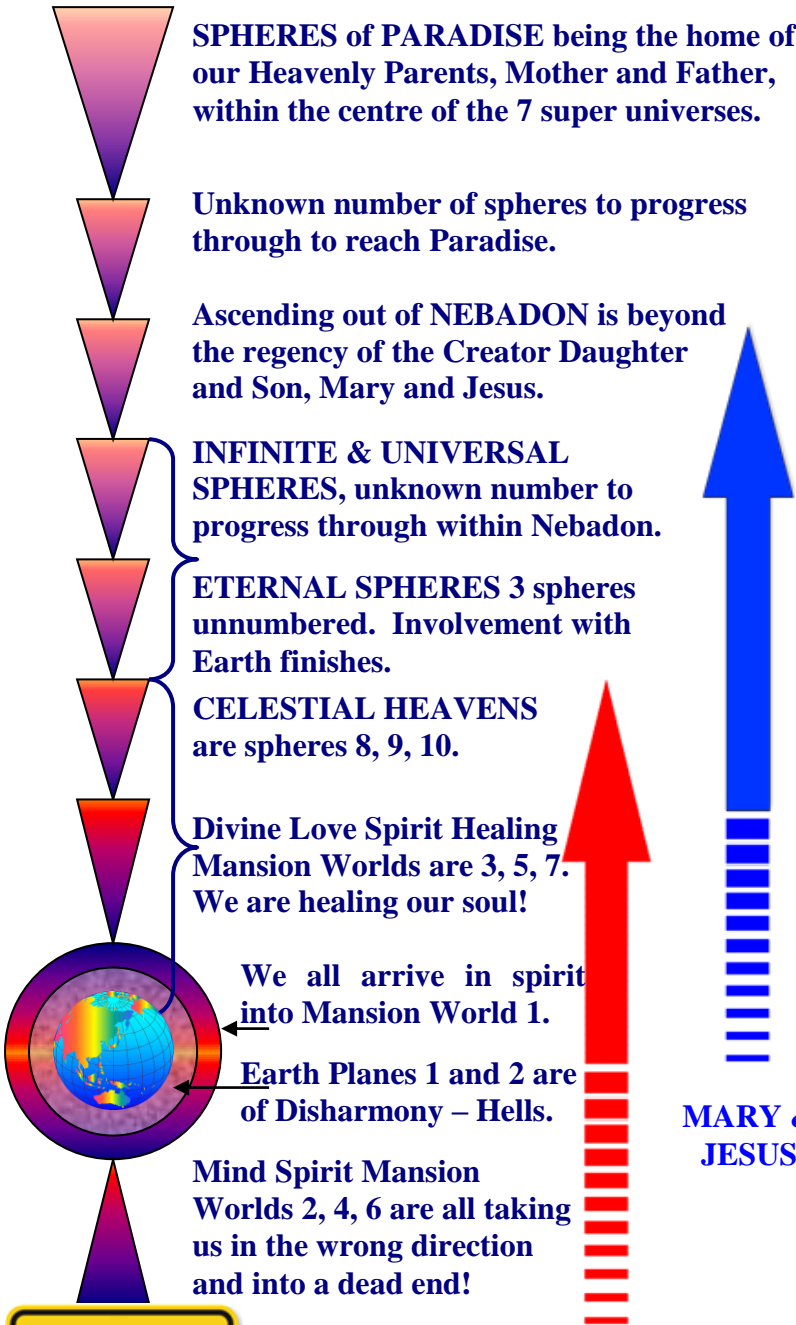 SPHERES of PARADISE being the home of
our Heavenly Parents, Mother and Father,
within the centre of the 7 super universes.
Unknown number of spheres to progress
through to reach Paradise.
Ascending out of NEBADON is beyond
the regency of the Creator Daughter
and Son, Mary and Jesus.
INFINITE & UNIVERSAL
SPHERES, unknown number to
progress through within Nebadon.
ETERNAL SPHERES 3 spheres
unnumbered. Involvement with
Earth finishes.
CELESTIAL HEAVENS
are spheres 8, 9, 10.
Divine Love Spirit Healing
Mansion Worlds are 3, 5, 7.
We are healing our soul!
We all arrive in spirit
into Mansion World 1.
Earth Planes 1 and 2 are
of Disharmony – Hells.
Mind Spirit Mansion
Worlds 2, 4, 6 are all taking
us in the wrong direction
and into a dead end!
MARY
JESUS